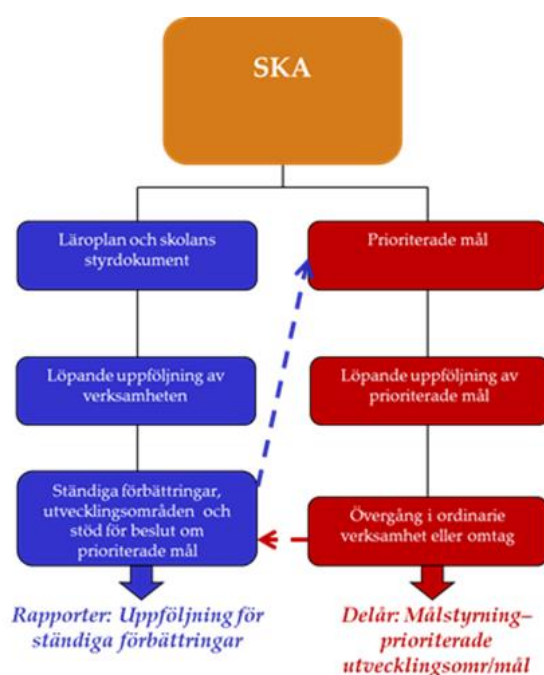 SKA
Läroplan och skolans
styrdokument
Prioriterade mål
Löpande uppföljning av
verksamheten
Löpande uppföljning av
prioriterade mål
Ständiga förbättringar,
utvecklingsområden och
stöd för beslut om
prioriterade mål
Övergång i ordinarie
verksamhet eller omtag
Rapporter: Uppföljning för
ständiga förbättringar
Delår: Målstyrning–
prioriterade
utvecklingsomr/mål